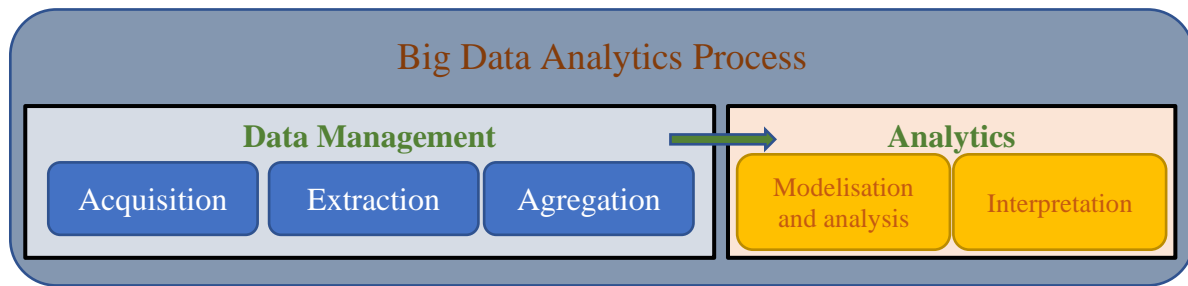 Big Data Analytics Process
Data Management
Acquisition
Extraction
Agregation
Analytics
Modelisation
and analysis
Interpretation